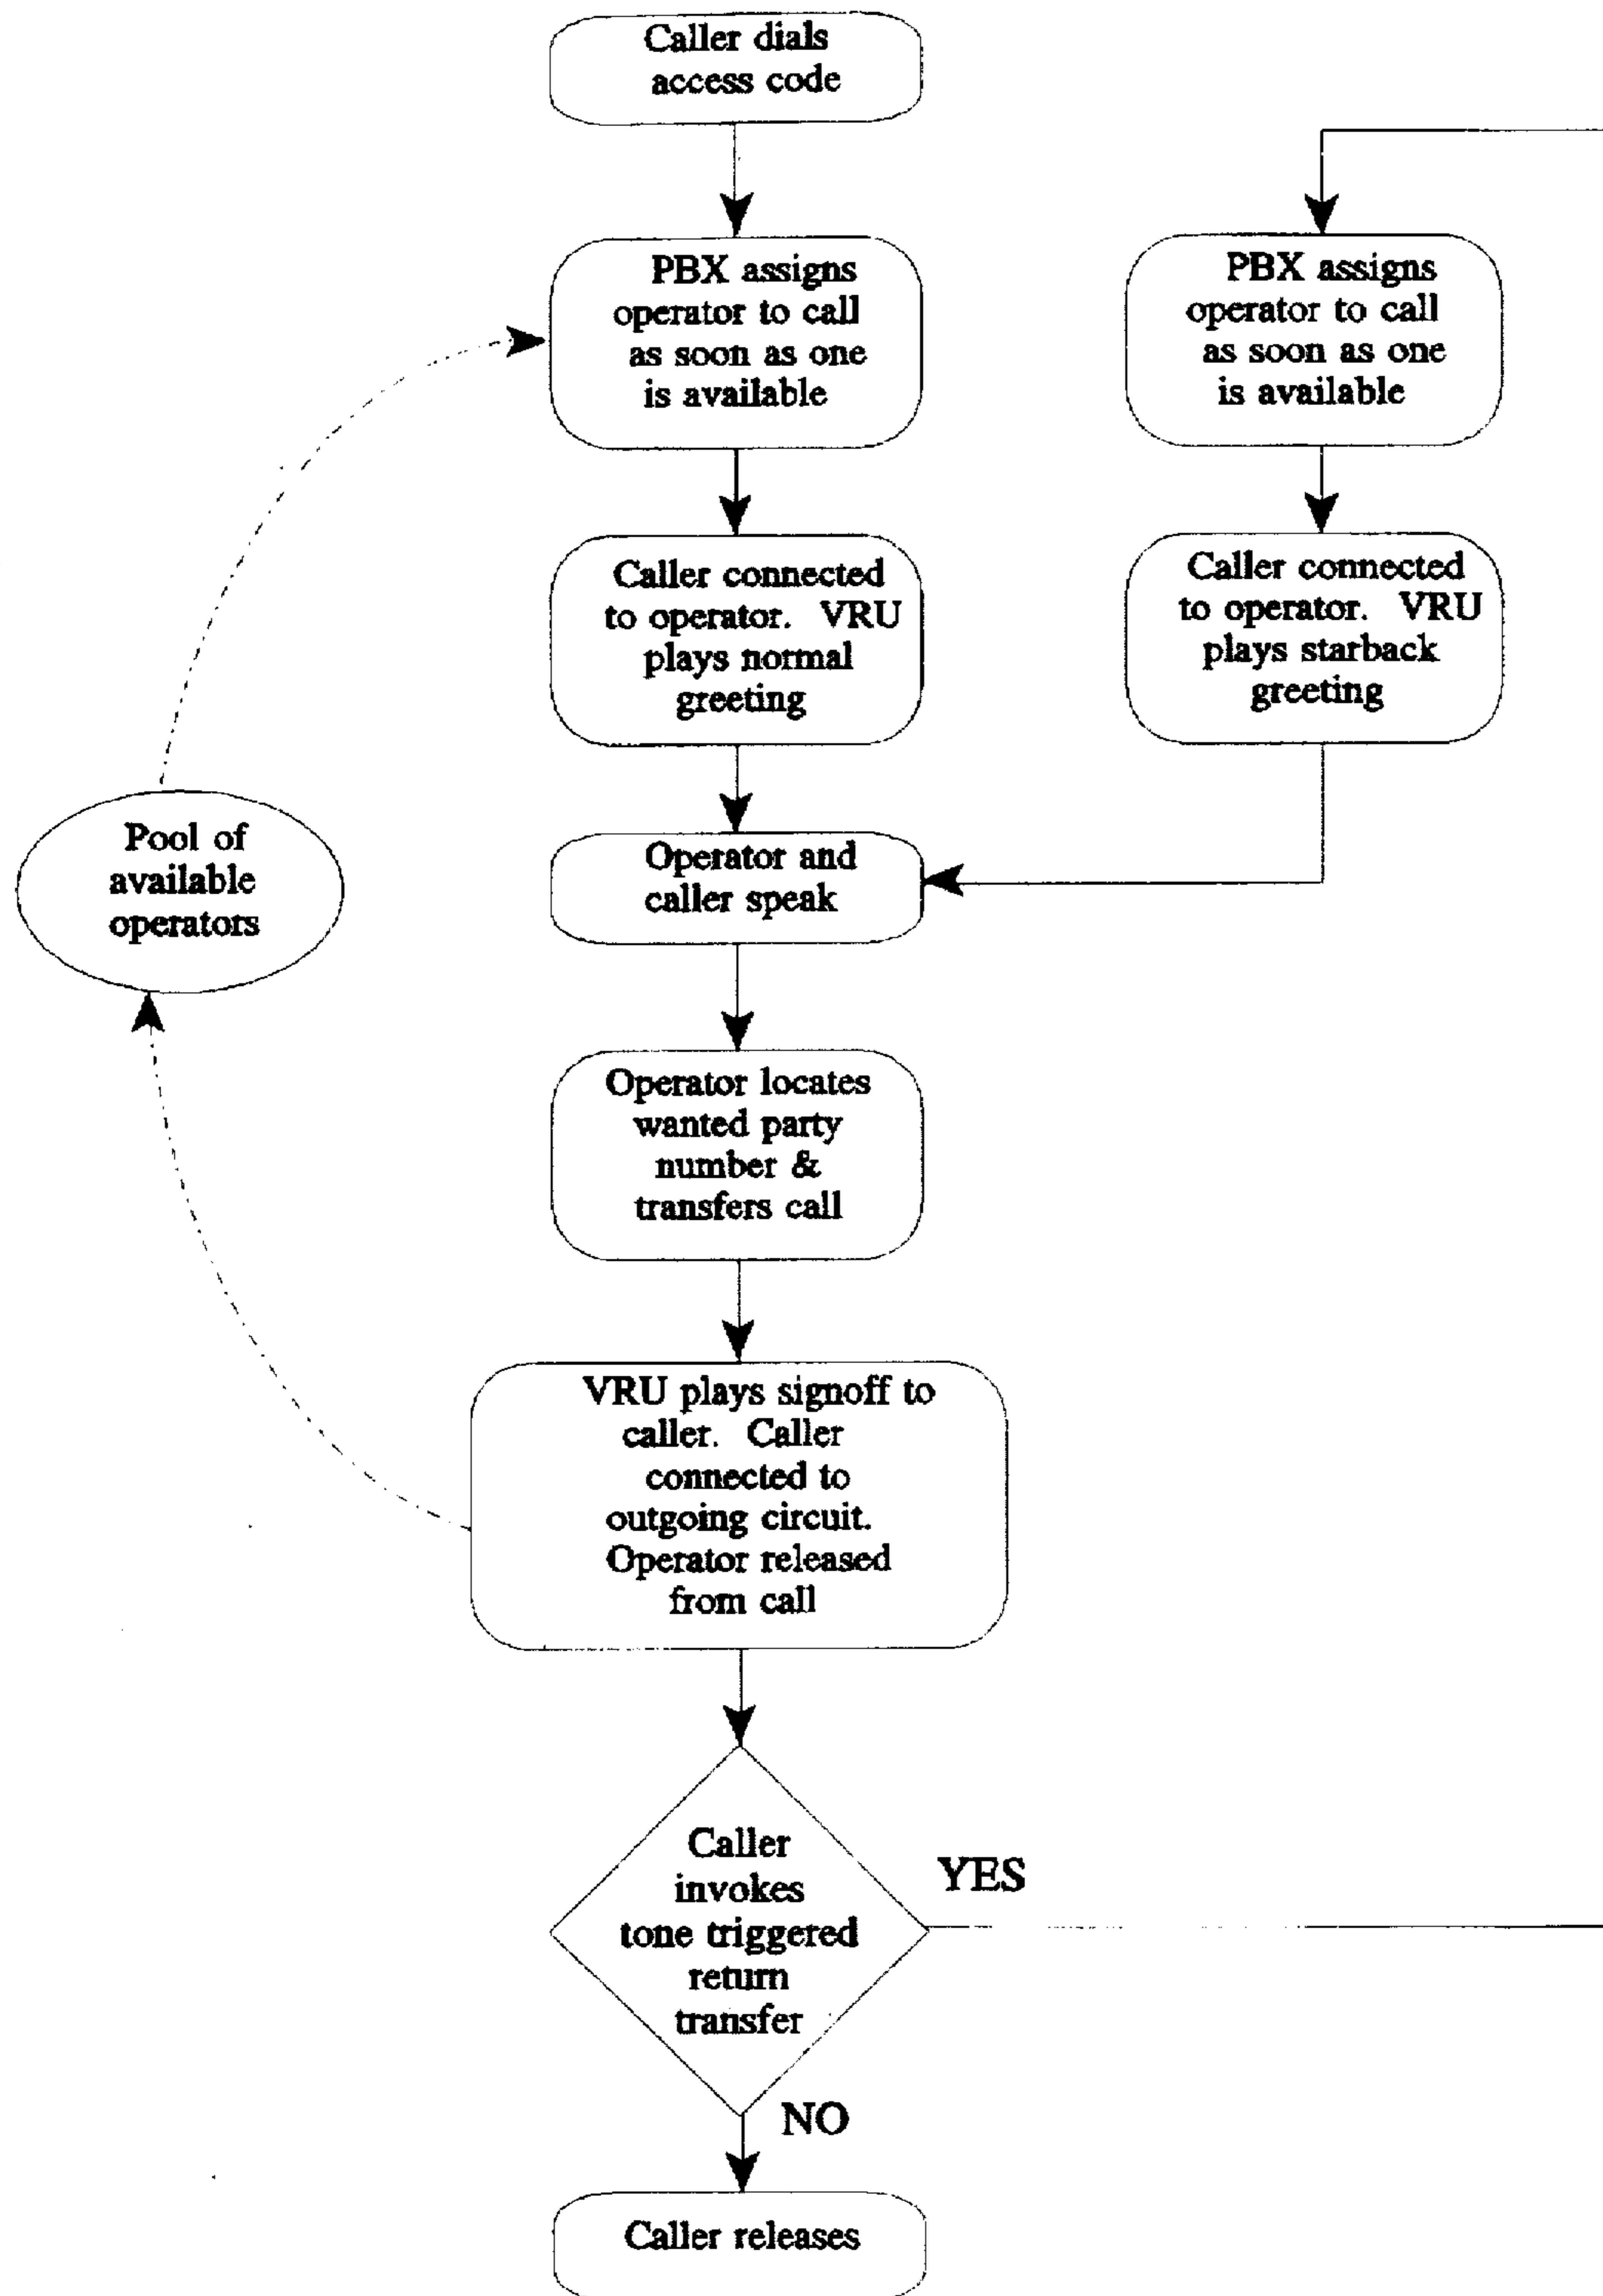 Caller dials
access code
PBX assigns
operator to call
as soon as one
is available
PBX assigns
operator to call
as soon as one
is available
Caller connected
to operator. VRU
plays normal
greeting
Caller connected
to operator. VRU
plays starback
greeting
Pool of
available
operators
Operator and
caller speak
Operator locates
wanted party
number &
transfers call
VRU plays signoff to
caller. Caller
connected to
outgoing circuit.
Operator released
from call
Caller
invokes
tone triggered
return
transfer
YES
NO
Caller releases